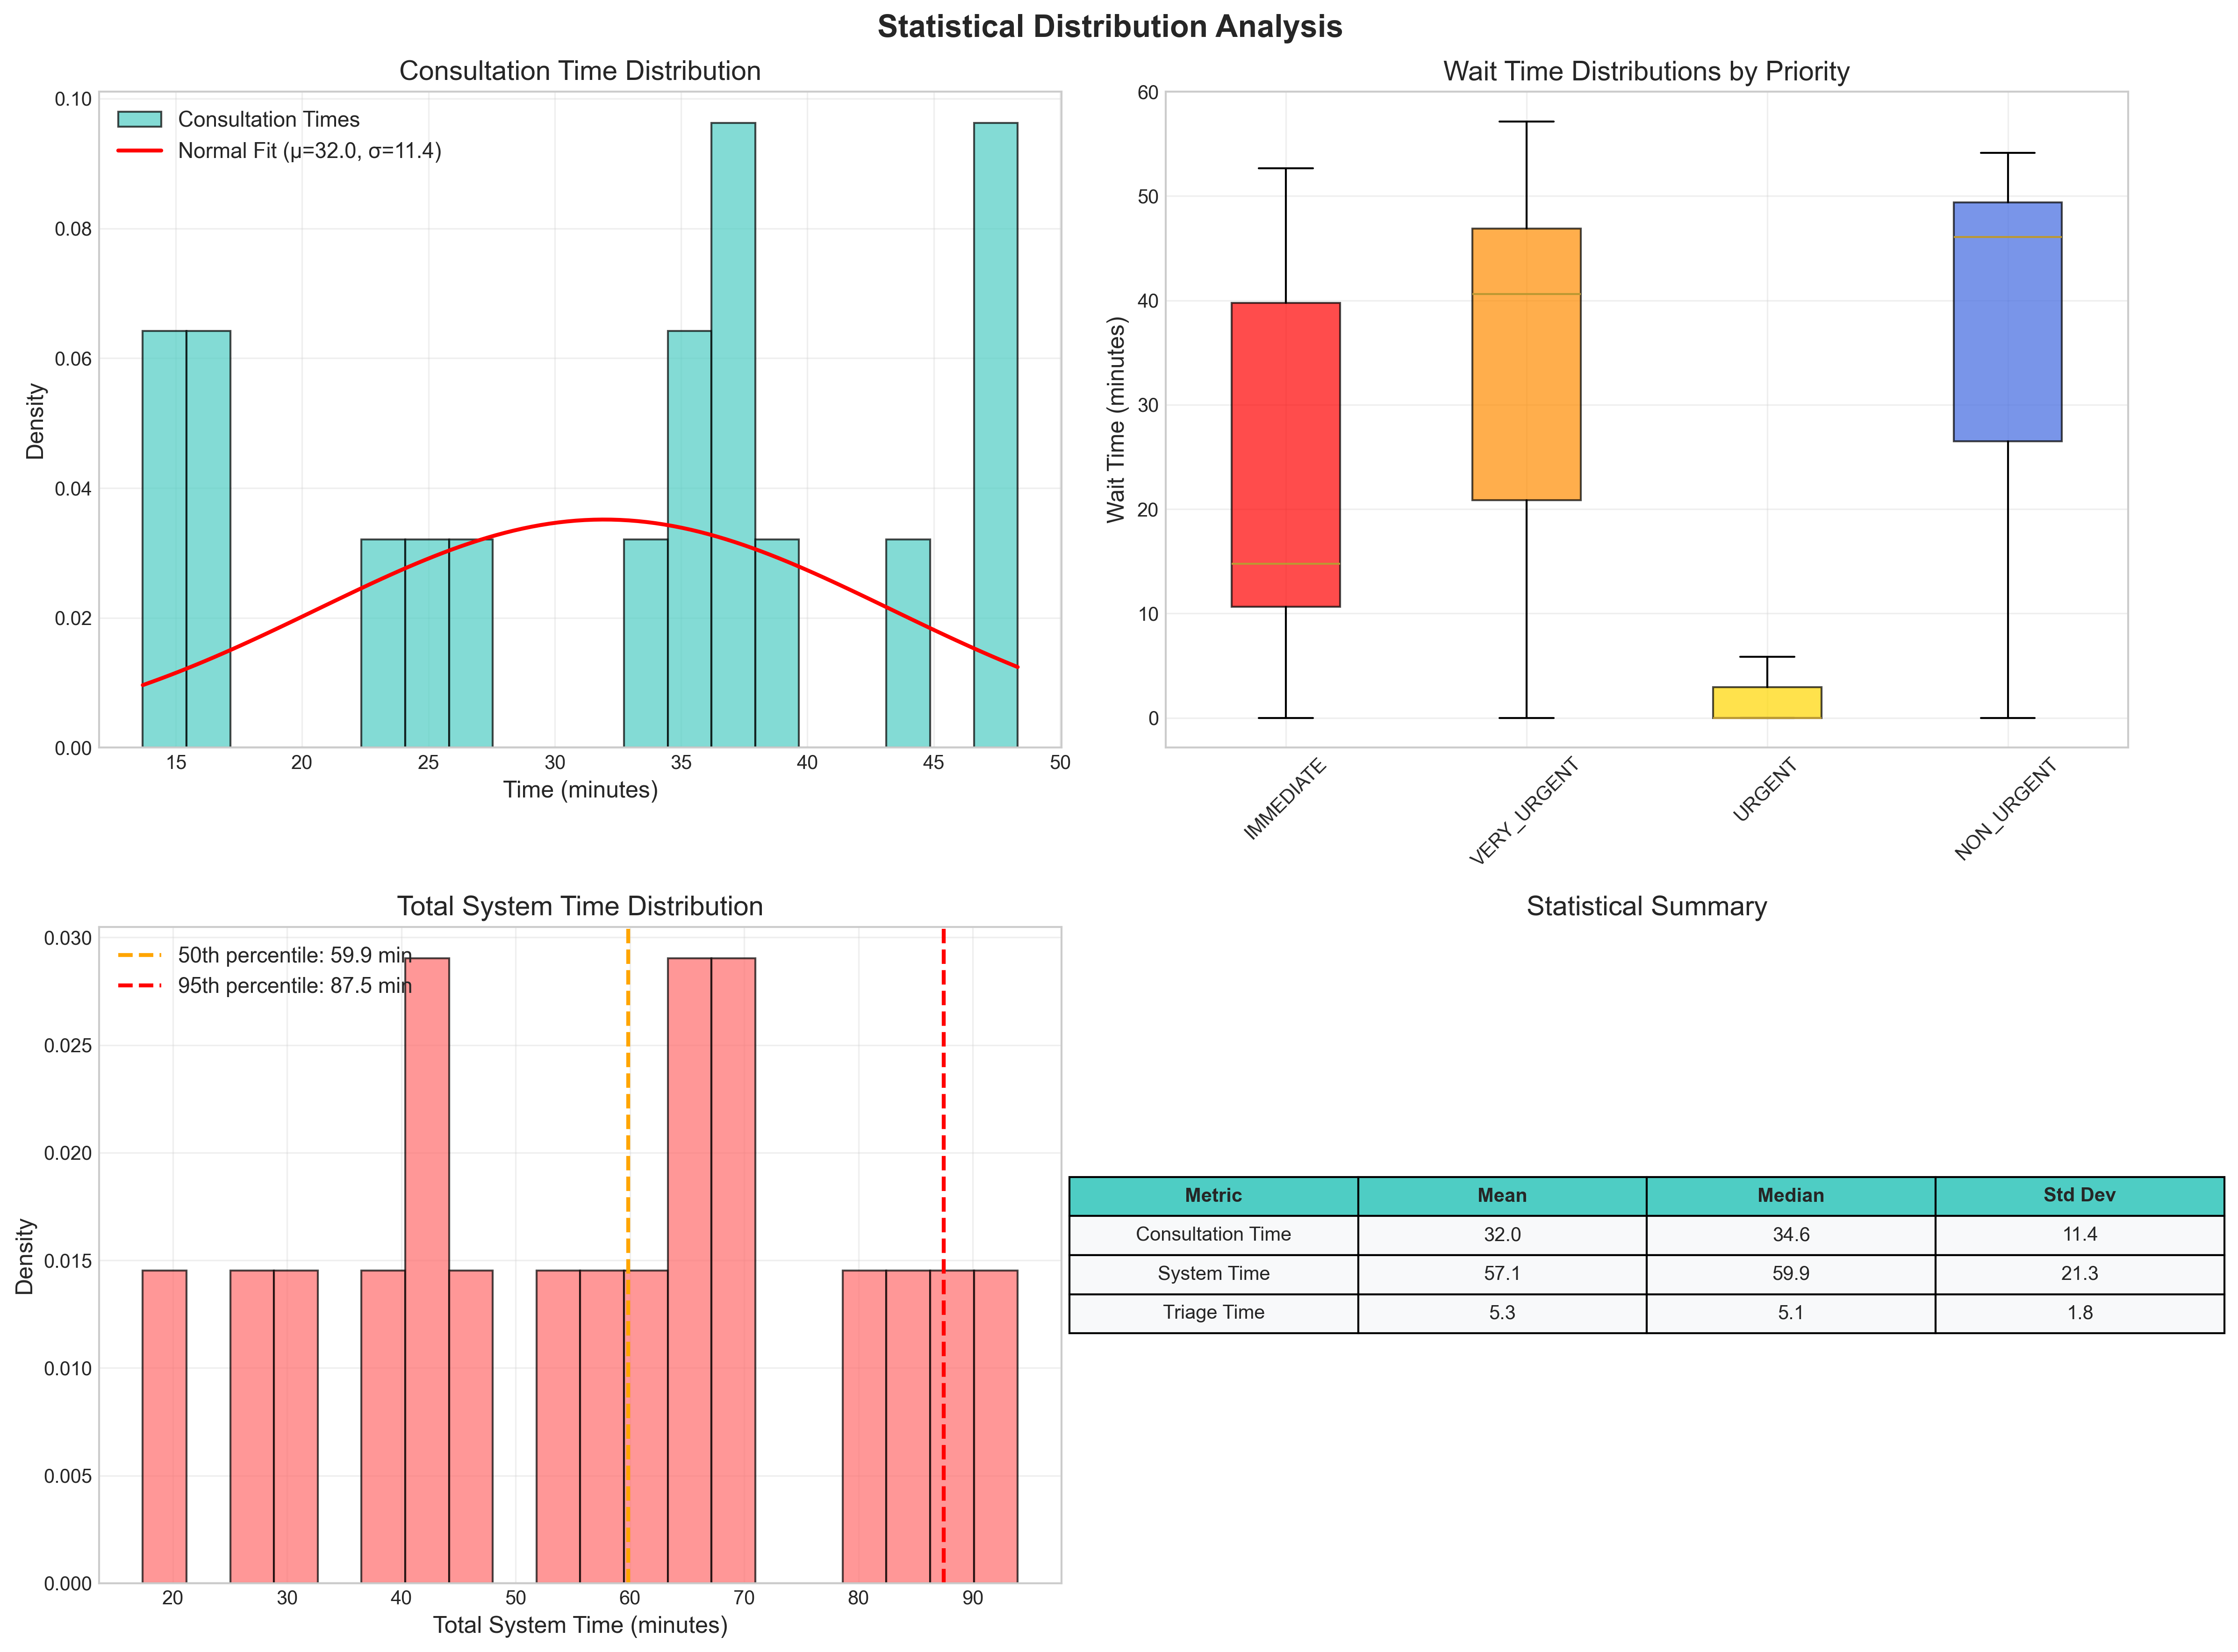 Statistical Distribution Analysis
Consultation Time Distribution
Consultation Times
Normal Fit (μ=32.0, σ=11.4)
0.10
0.08
0.06
0.04
0.02
0.00
Density
15 20 25 30 35 40 45 50
Time (minutes)
Wait Time Distributions by Priority
60
50
40
30
20
10
0
Wait Time (minutes)
IMMEDIATE
VERY_URGENT
URGENT
NON_URGENT
Total System Time Distribution
50th percentile: 59.9 min
95th percentile: 87.5 min
0.030
0.025
0.020
0.015
0.010
0.005
0.000
Density
20 30 40 50 60 70 80 90
Total System Time (minutes)
Statistical Summary
Metric Mean Median Std Dev
Consultation Time 32.0 34.6 11.4
System Time 57.1 59.9 21.3
Triage Time 5.3 5.1 1.8